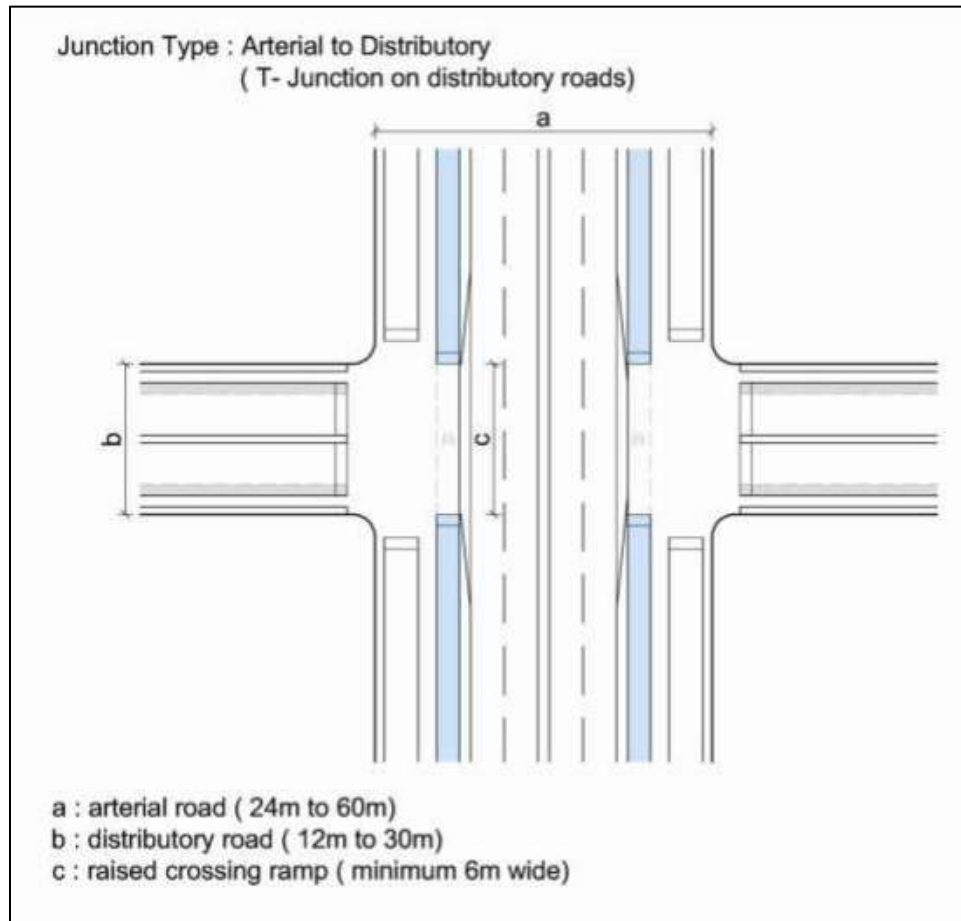 Junction Type : Arterial to Distributory
( T- Junction on distributory roads)
a
b
c
a : arterial road ( 24m to 60m)
b : distributory road ( 12m to 30m)
c : raised crossing ramp ( minimum 6m wide)